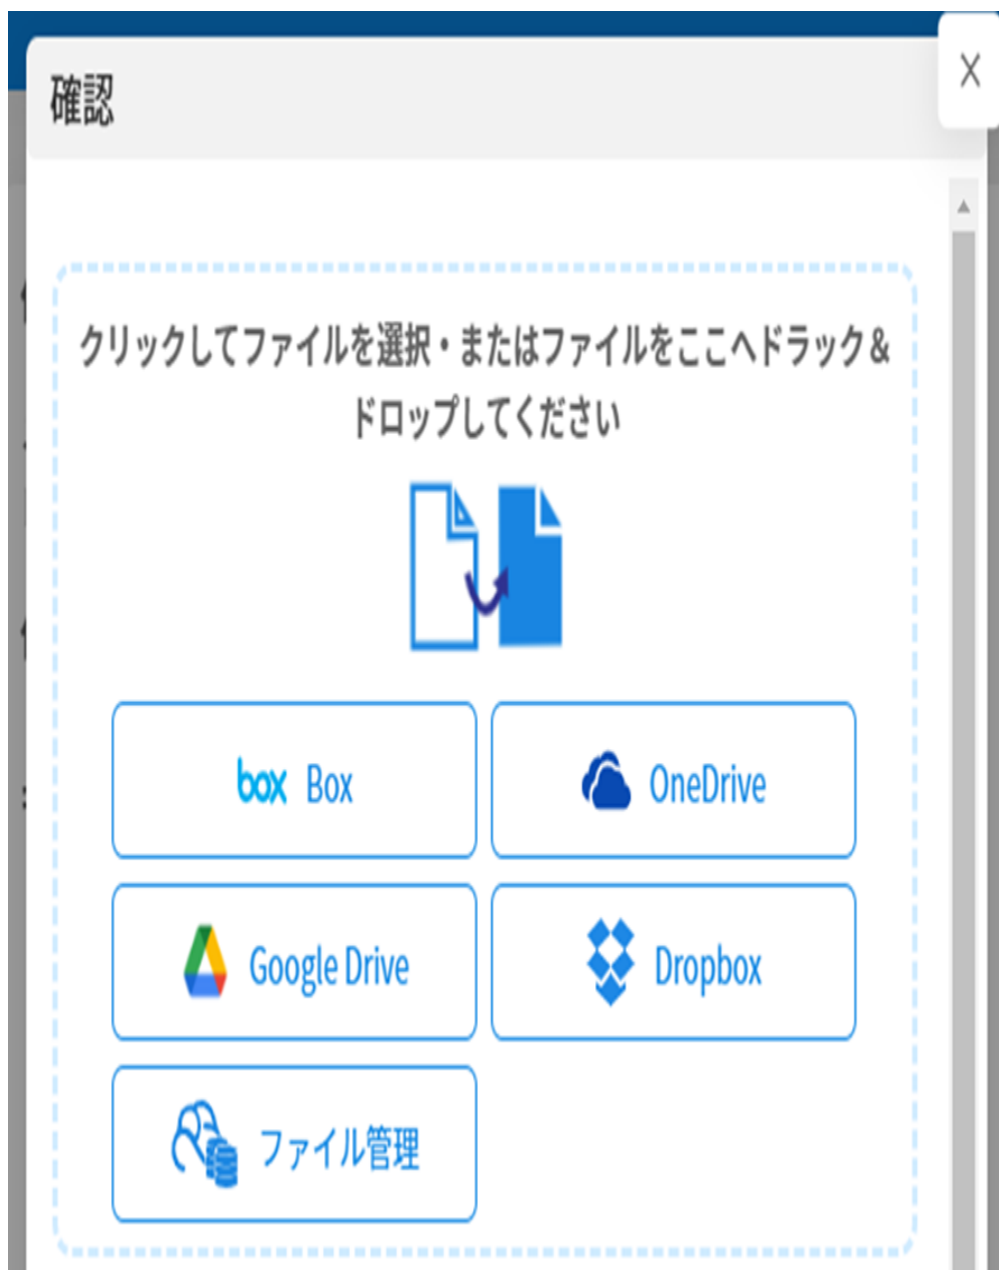 確認
X
クリックしてファイルを選択・またはファイルをここへドラック＆
ドロップしてください
box Box
OneDrive
Google Drive
Dropbox
ファイル管理